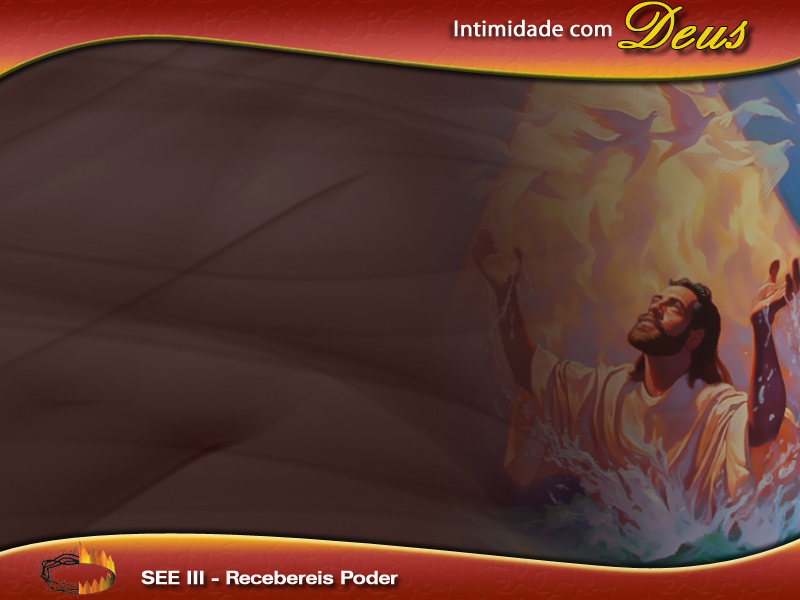 Intimidade com Deus
SEE III - Recebereis Poder